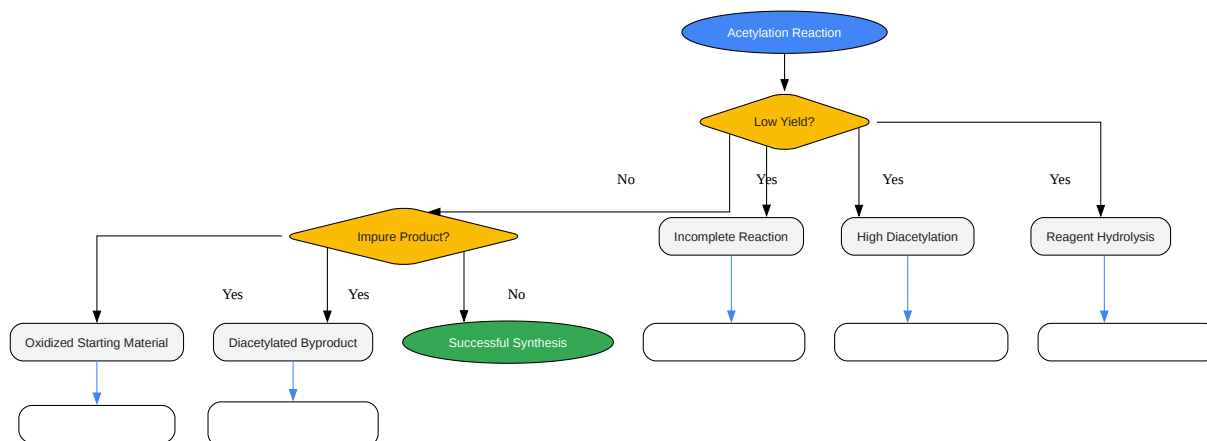 Acetylation Reaction
Low Yield?
No
Yes
Yes
Yes
Impure Product?
Incomplete Reaction
High Diacetylation
Reagent Hydrolysis
Yes
Yes
No
Oxidized Starting Material
Diacetylated Byproduct
Successful Synthesis